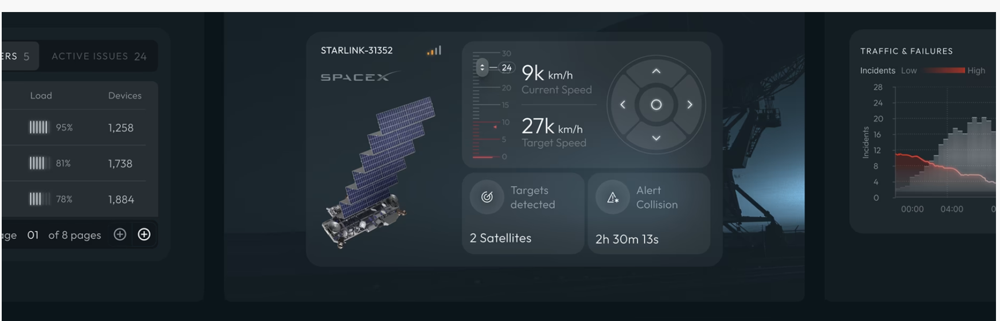 ERS 5
ACTIVE ISSUES 24
Load
Devices
95%
1,258
81%
1,738
78%
1,884
age 01 of 8 pages
STARLINK-31352
SPACEX
30
24
20
15
10
5
0
9k km/h
Current Speed
27k km/h
Target Speed
Targets
detected
2 Satellites
Alert
Collision
2h 30m 13s
TRAFFIC & FAILURES
Incidents Low High
28
24
20
16
12
8
4
0
Incidents
00:00 04:00 0